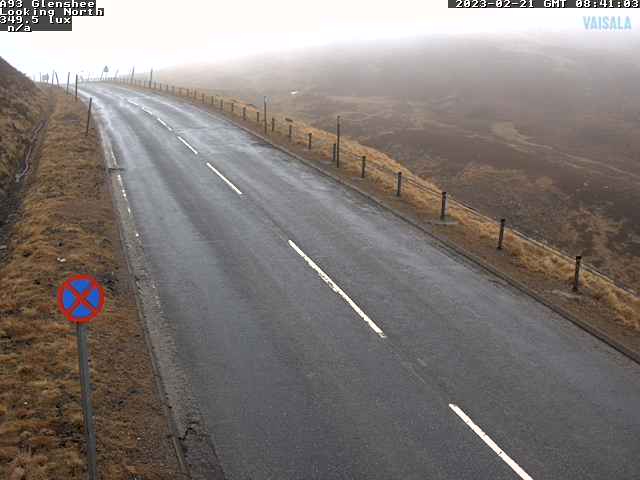 A93 Glenshee
Looking North
349.5 lux
n/a
2023-02-21 GMT 08:41:03
VAISALA